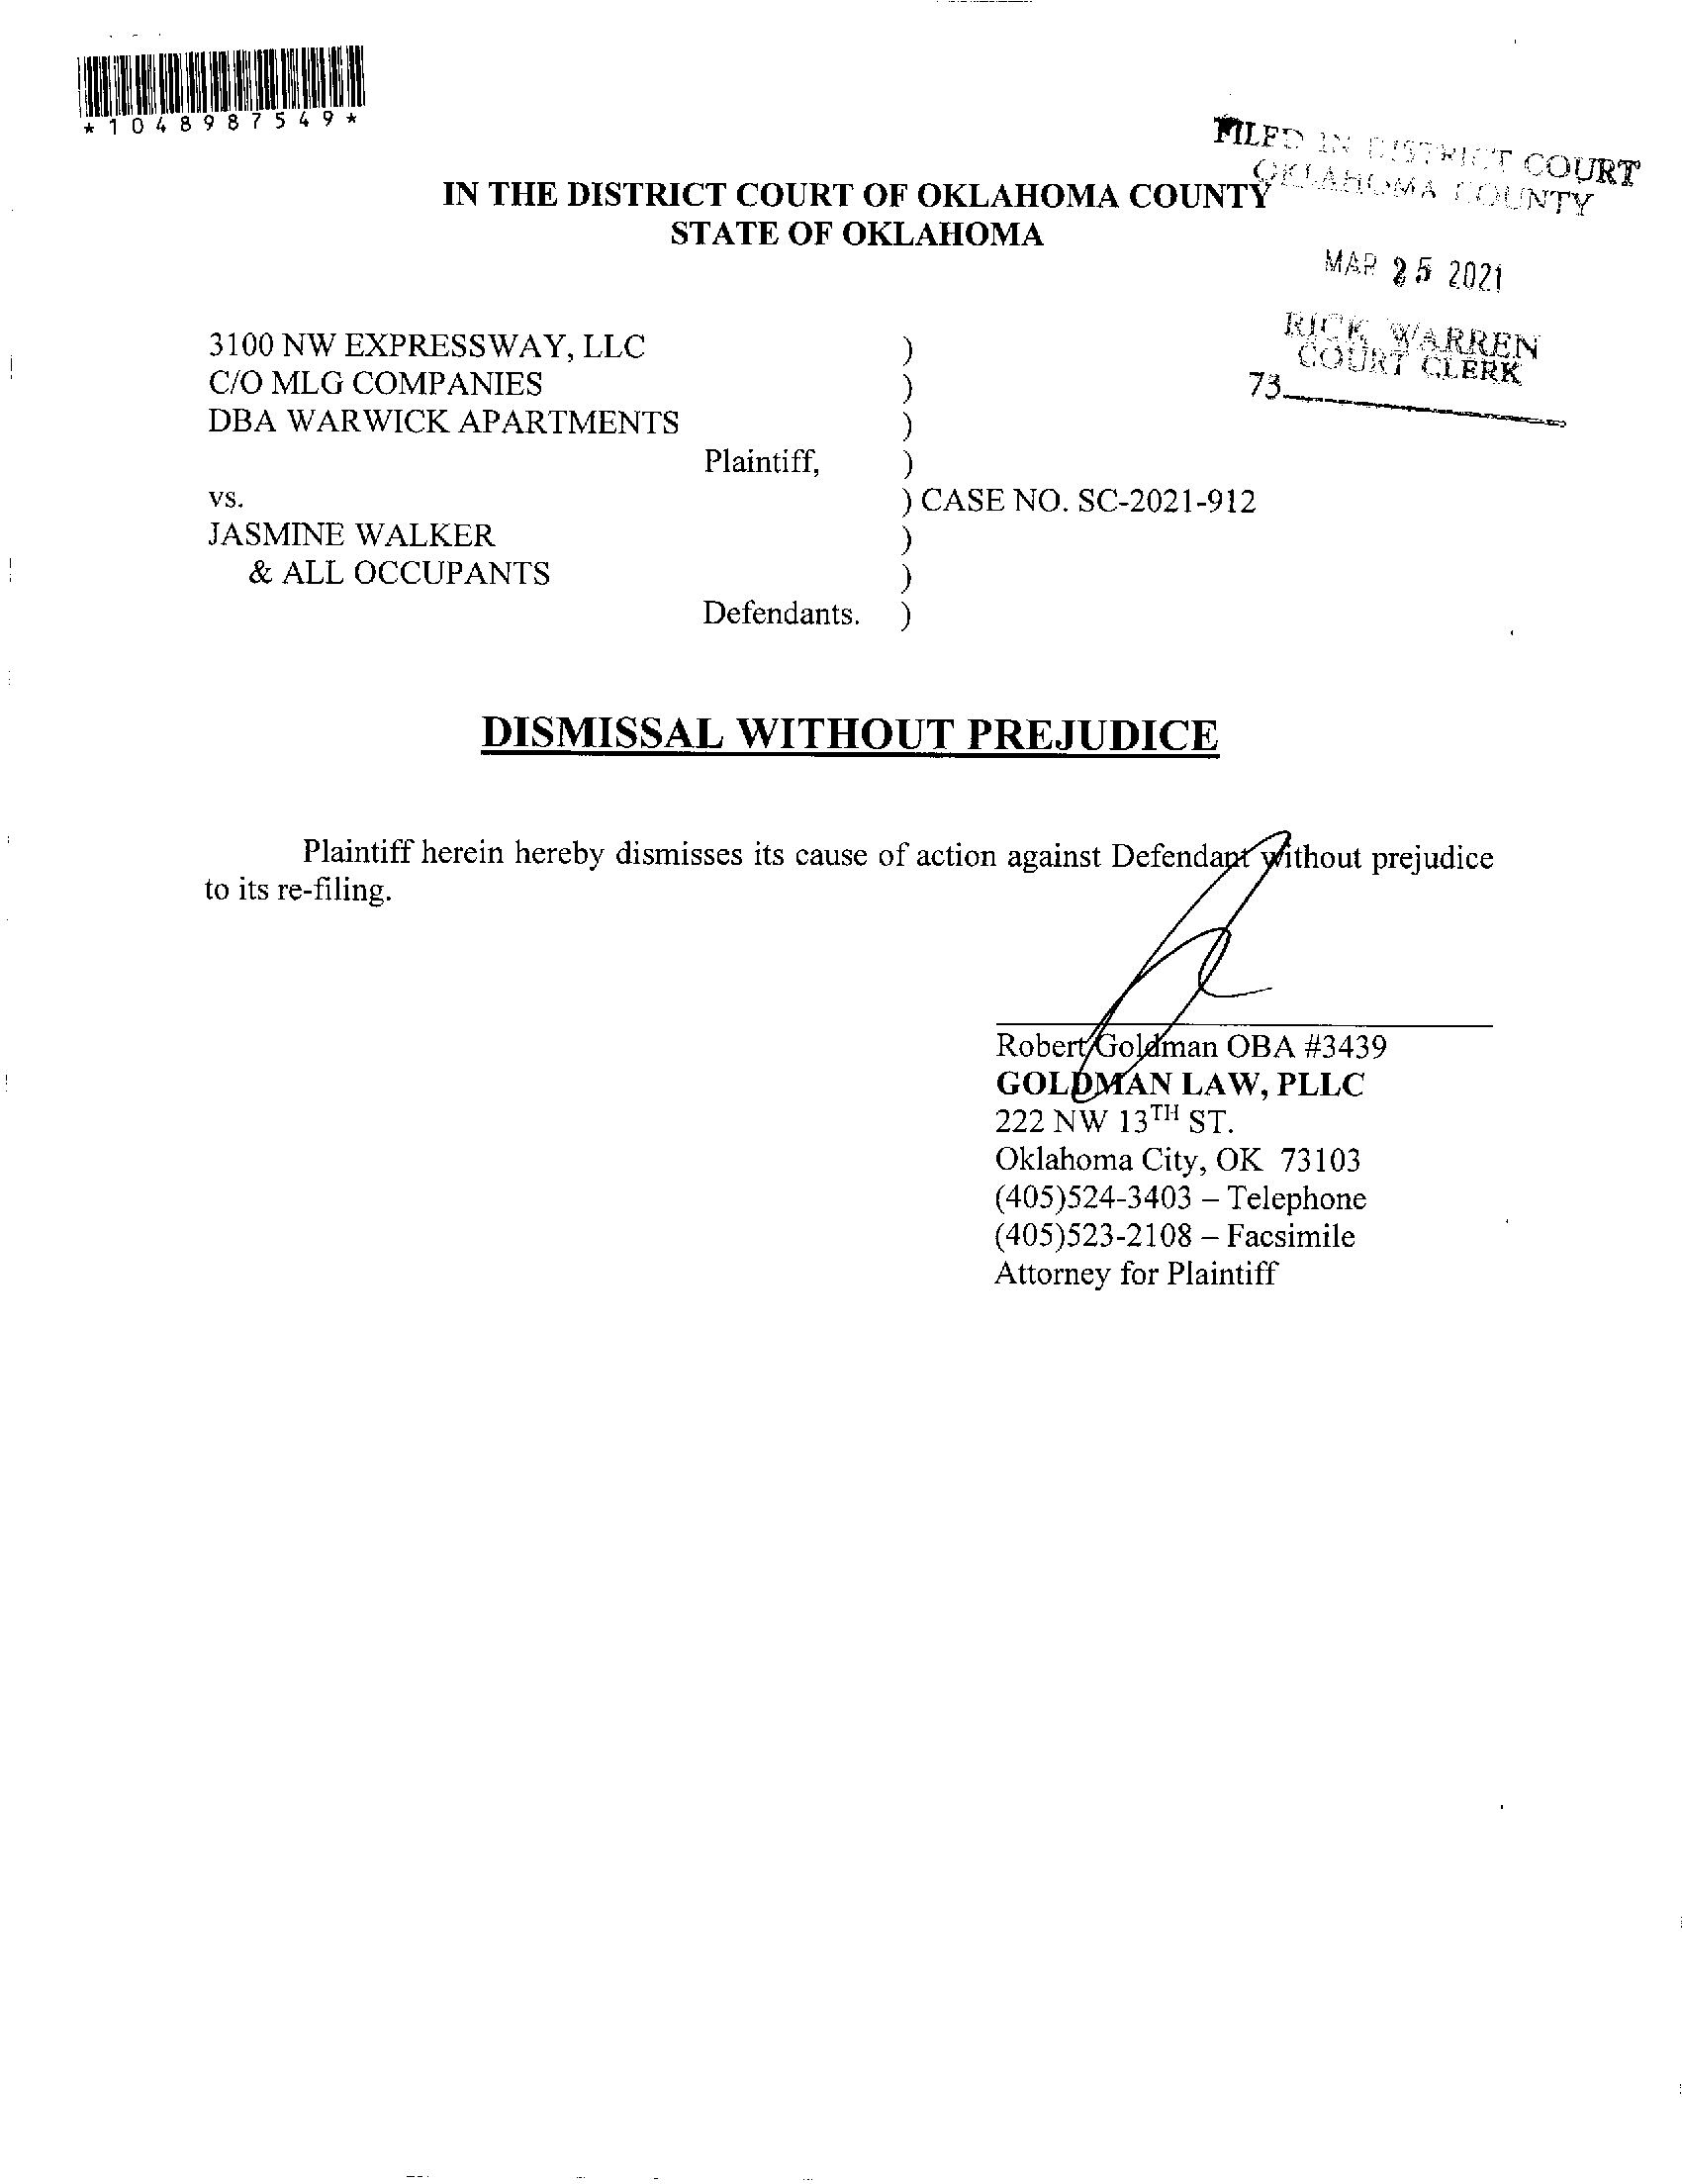 *1048987549*
FILED IN DISTRICT COURT
OKLAHOMA COUNTY
IN THE DISTRICT COURT OF OKLAHOMA COUNTY
STATE OF OKLAHOMA
MAR 25 2021
RICK WARREN
COURT CLERK
73
3100 NW EXPRESSWAY, LLC )
C/O MLG COMPANIES )
DBA WARWICK APARTMENTS )
Plaintiff, )
vs. ) CASE NO. SC-2021-912
JASMINE WALKER )
& ALL OCCUPANTS )
Defendants. )
DISMISSAL WITHOUT PREJUDICE
Plaintiff herein hereby dismisses its cause of action against Defendant without prejudice
to its re-filing.
Robert Goldman OBA #3439
GOLDMAN LAW, PLLC
222 NW 13TH ST.
Oklahoma City, OK 73103
(405)524-3403 – Telephone
(405)523-2108 – Facsimile
Attorney for Plaintiff